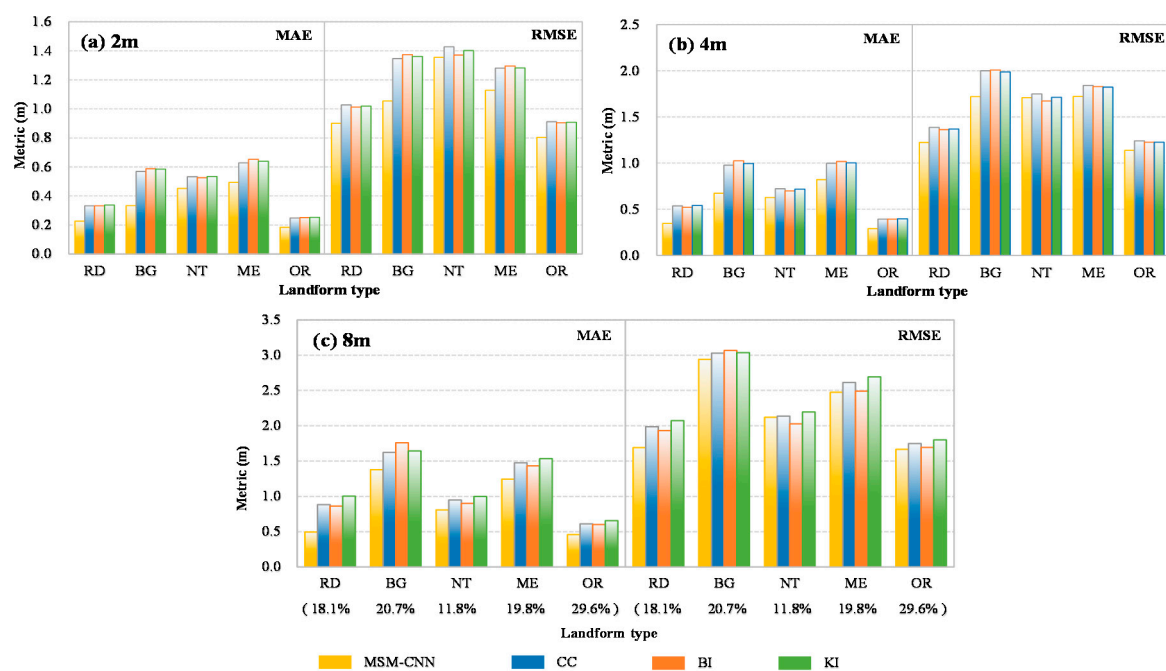 (a) 2m
MAE
RMSE
Metric (m)
1.6
1.4
1.2
1.0
0.8
0.6
0.4
0.2
0.0
RD BG NT ME OR RD BG NT ME OR
Landform type
(b) 4m
MAE
RMSE
Metric (m)
2.5
2.0
1.5
1.0
0.5
0.0
RD BG NT ME OR RD BG NT ME OR
Landform type
(c) 8m
MAE
RMSE
Metric (m)
3.5
3.0
2.5
2.0
1.5
1.0
0.5
0.0
RD BG NT ME OR RD BG NT ME OR
( 18.1% 20.7% 11.8% 19.8% 29.6% ) ( 18.1% 20.7% 11.8% 19.8% 29.6% )
Landform type
MSM-CNN CC BI KI